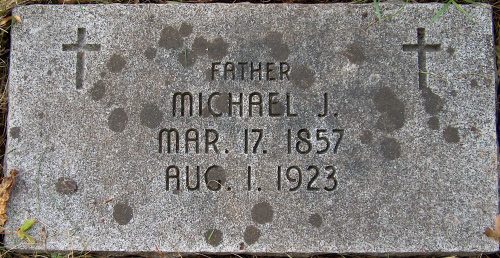 FATHER
MICHAEL J.
MAR. 17. 1857
AUG. 1. 1923